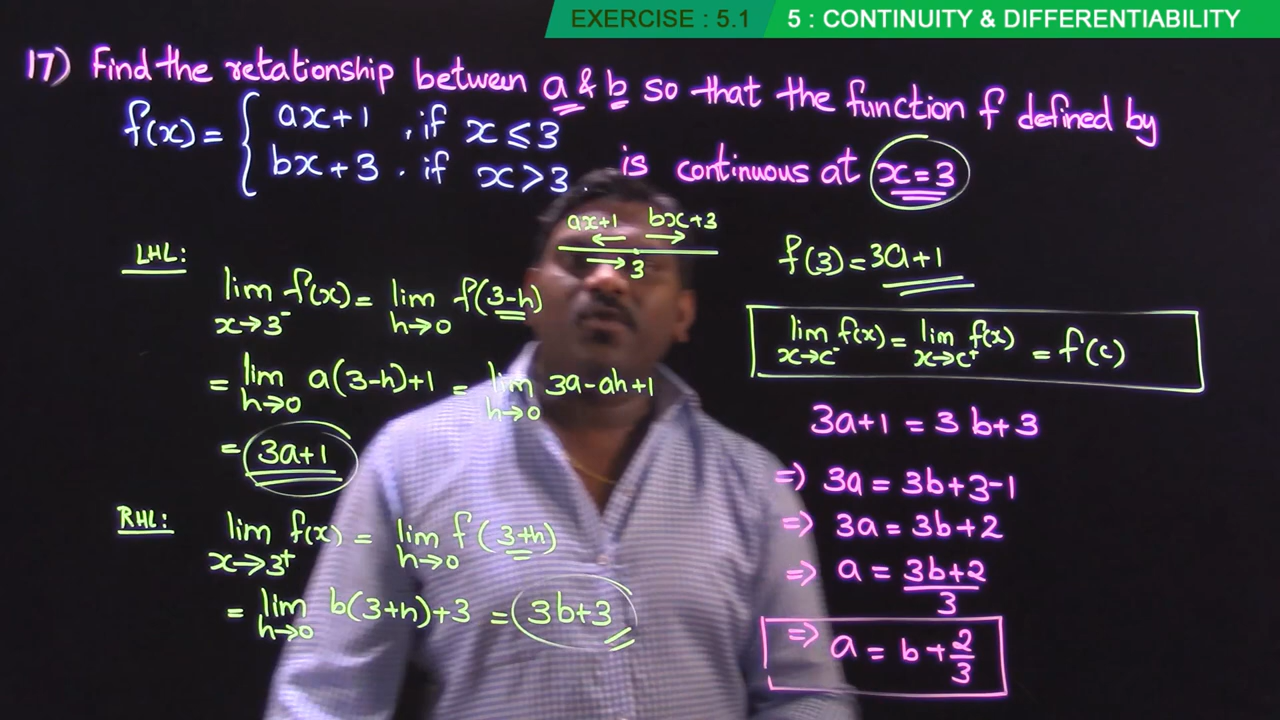 EXERCISE : 5.1 5 : CONTINUITY & DIFFERENTIABILITY
17) Find the relationship between a & b so that the function f defined by
f(x) = { ax+1 , if x ≤ 3
bx + 3 . if x > 3 . is continuous at x = 3
ax+1 bx+3
← →
→ 3
LHL:
lim x→3⁻ f(x) = lim h→0 f(3-h)
= lim h→0 a(3-h)+1 = lim h→0 3a-ah+1
= 3a+1
RHL:
lim x→3⁺ f(x) = lim h→0 f(3+h)
= lim h→0 b(3+h)+3 = 3b+3
f(3) = 3a+1
lim x→c⁻ f(x) = lim x→c⁺ f(x) = f(c)
3a+1 = 3b+3
=) 3a = 3b+3-1
=) 3a = 3b+2
=) a = 3b+2/3
=) a = b + 2/3